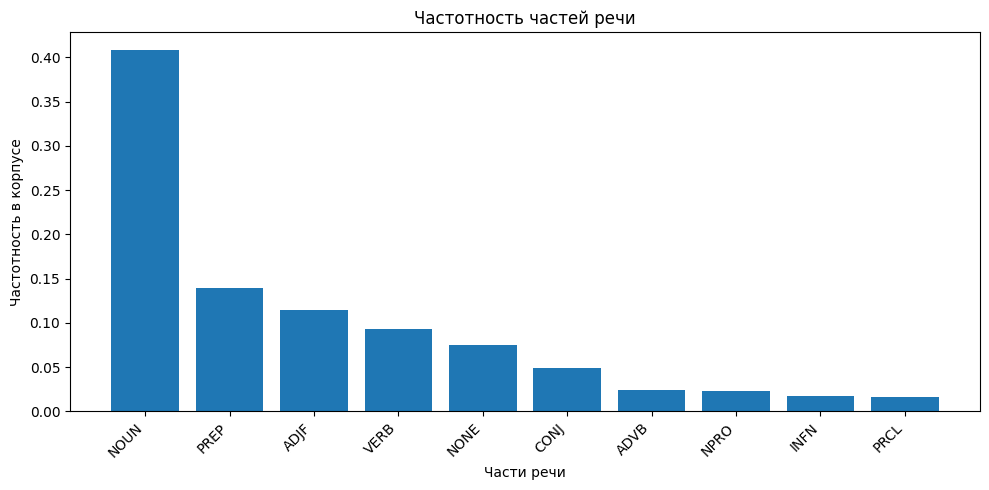 Частотность частей речи
Частотность в корпусе
0.40
0.35
0.30
0.25
0.20
0.15
0.10
0.05
0.00
NOUN
PREP
ADJF
VERB
NONE
CONJ
ADVB
NPRO
INFN
PRCL
Части речи